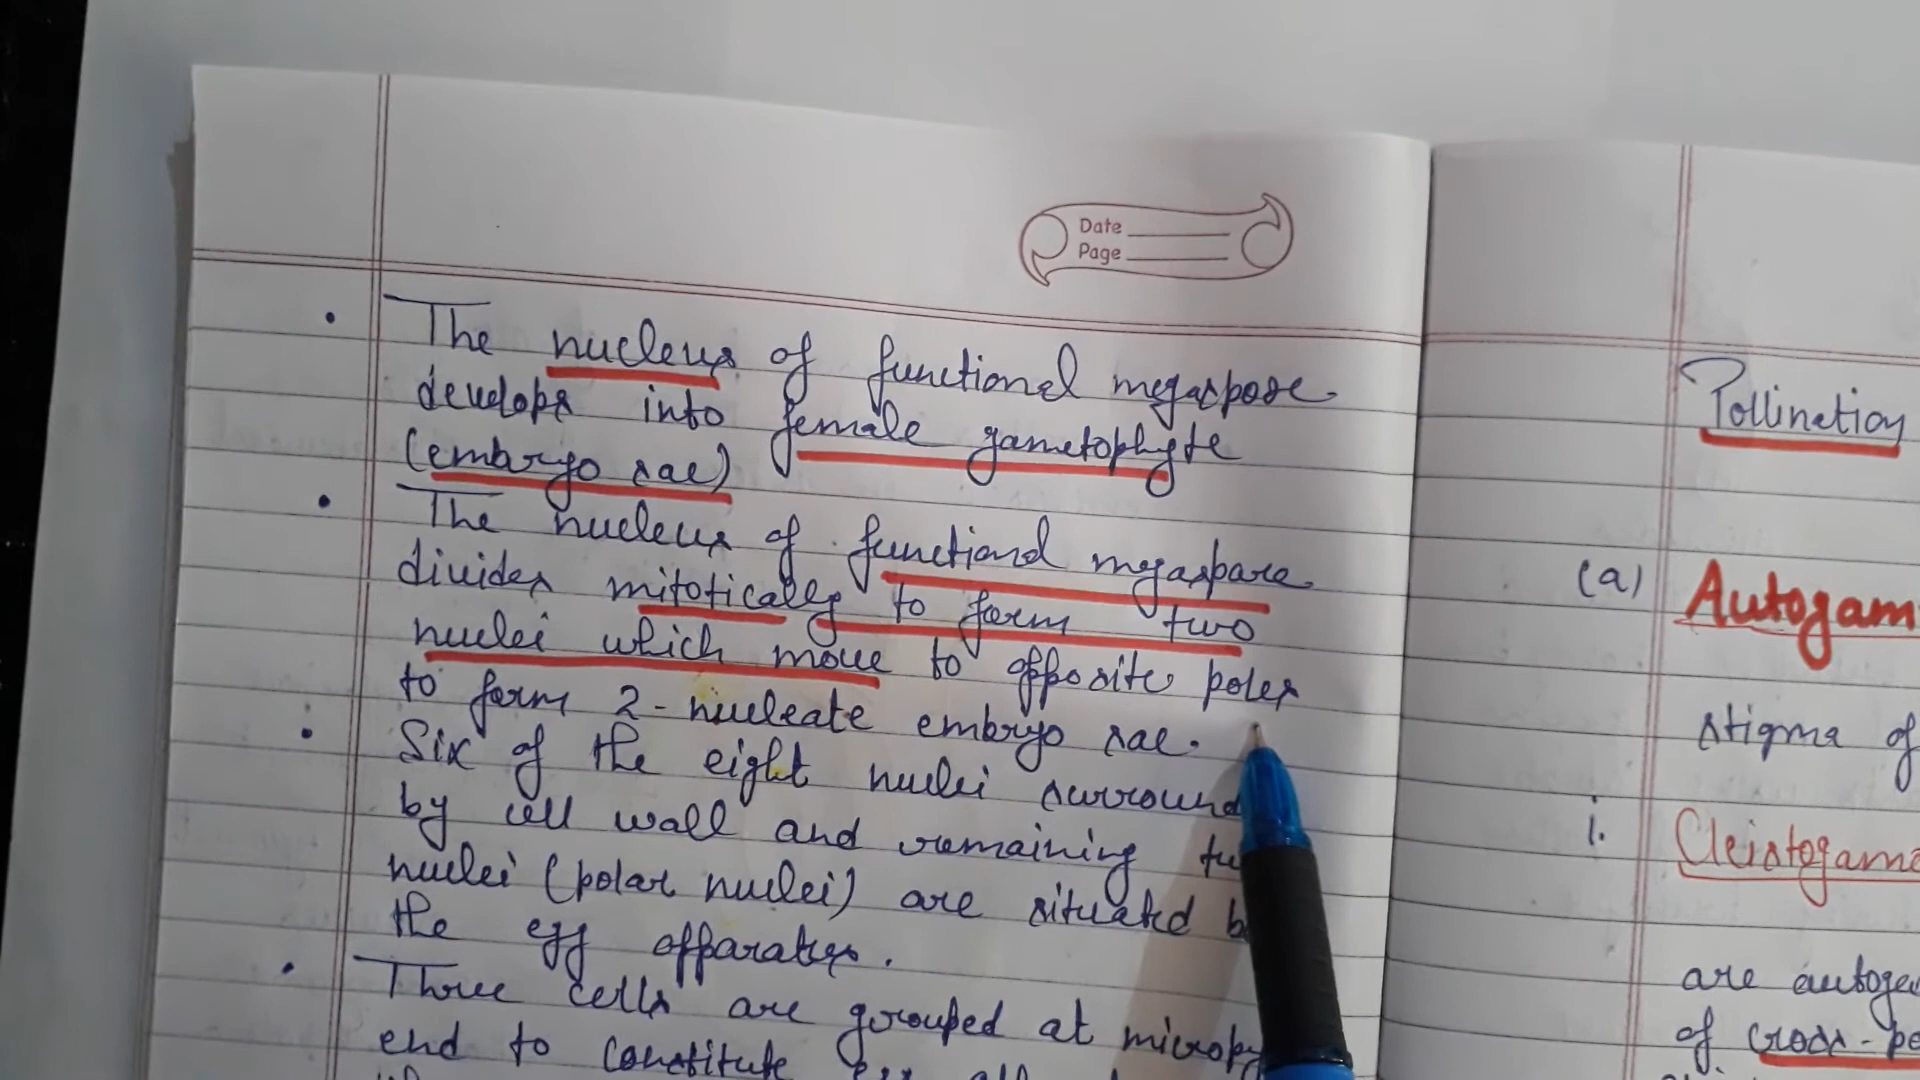 Date
Page
The nucleus of functional megaspore
develops into female gametophyte
(embryo sac)
The nucleus of functional megaspore
divides mitotically to form two
nuclei which move to opposite poles
to form 2-nucleate embryo sac.
Six of the eight nuclei surround
by cell wall and remaining
nuclei (polar nuclei) are situated
the egg apparatus.
Three cells are grouped at
end to constitute
Pollination
(a) Autogam
stigma of
i. Cleistogam
are
of cross-